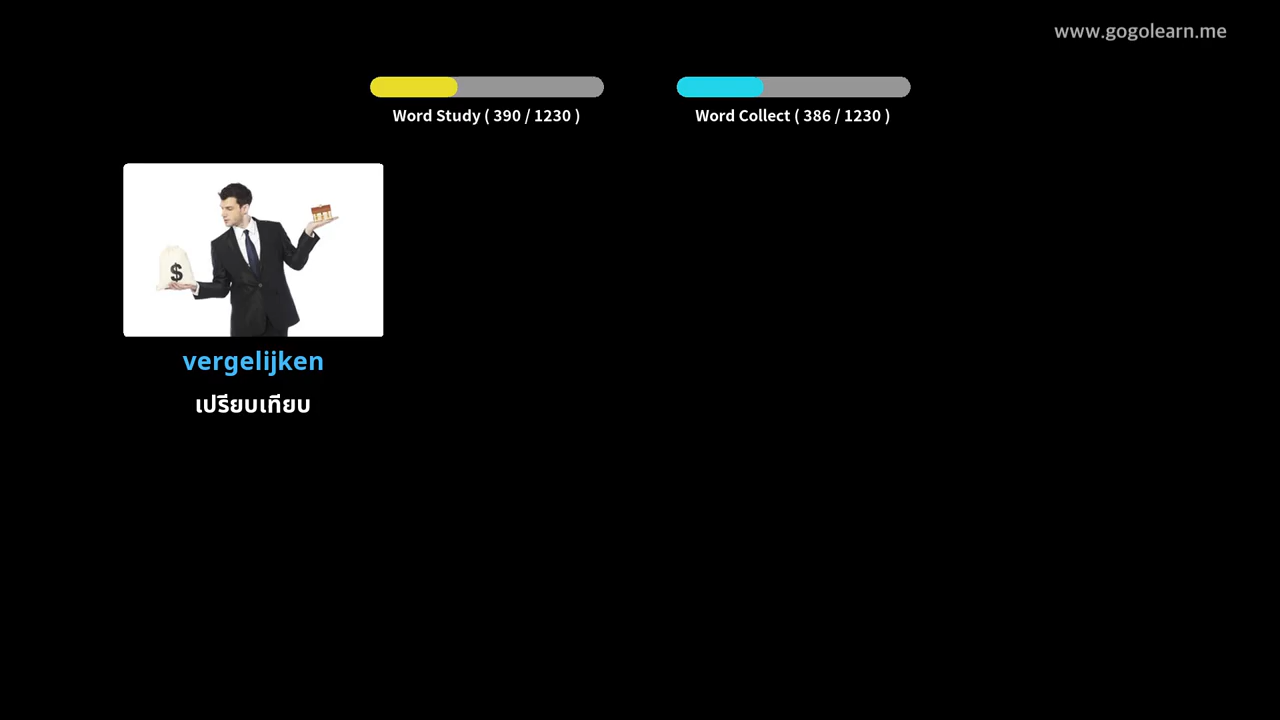 www.gogolearn.me
Word Study ( 390 / 1230 )
Word Collect ( 386 / 1230 )
$
vergelijken
เปรียบเทียบ